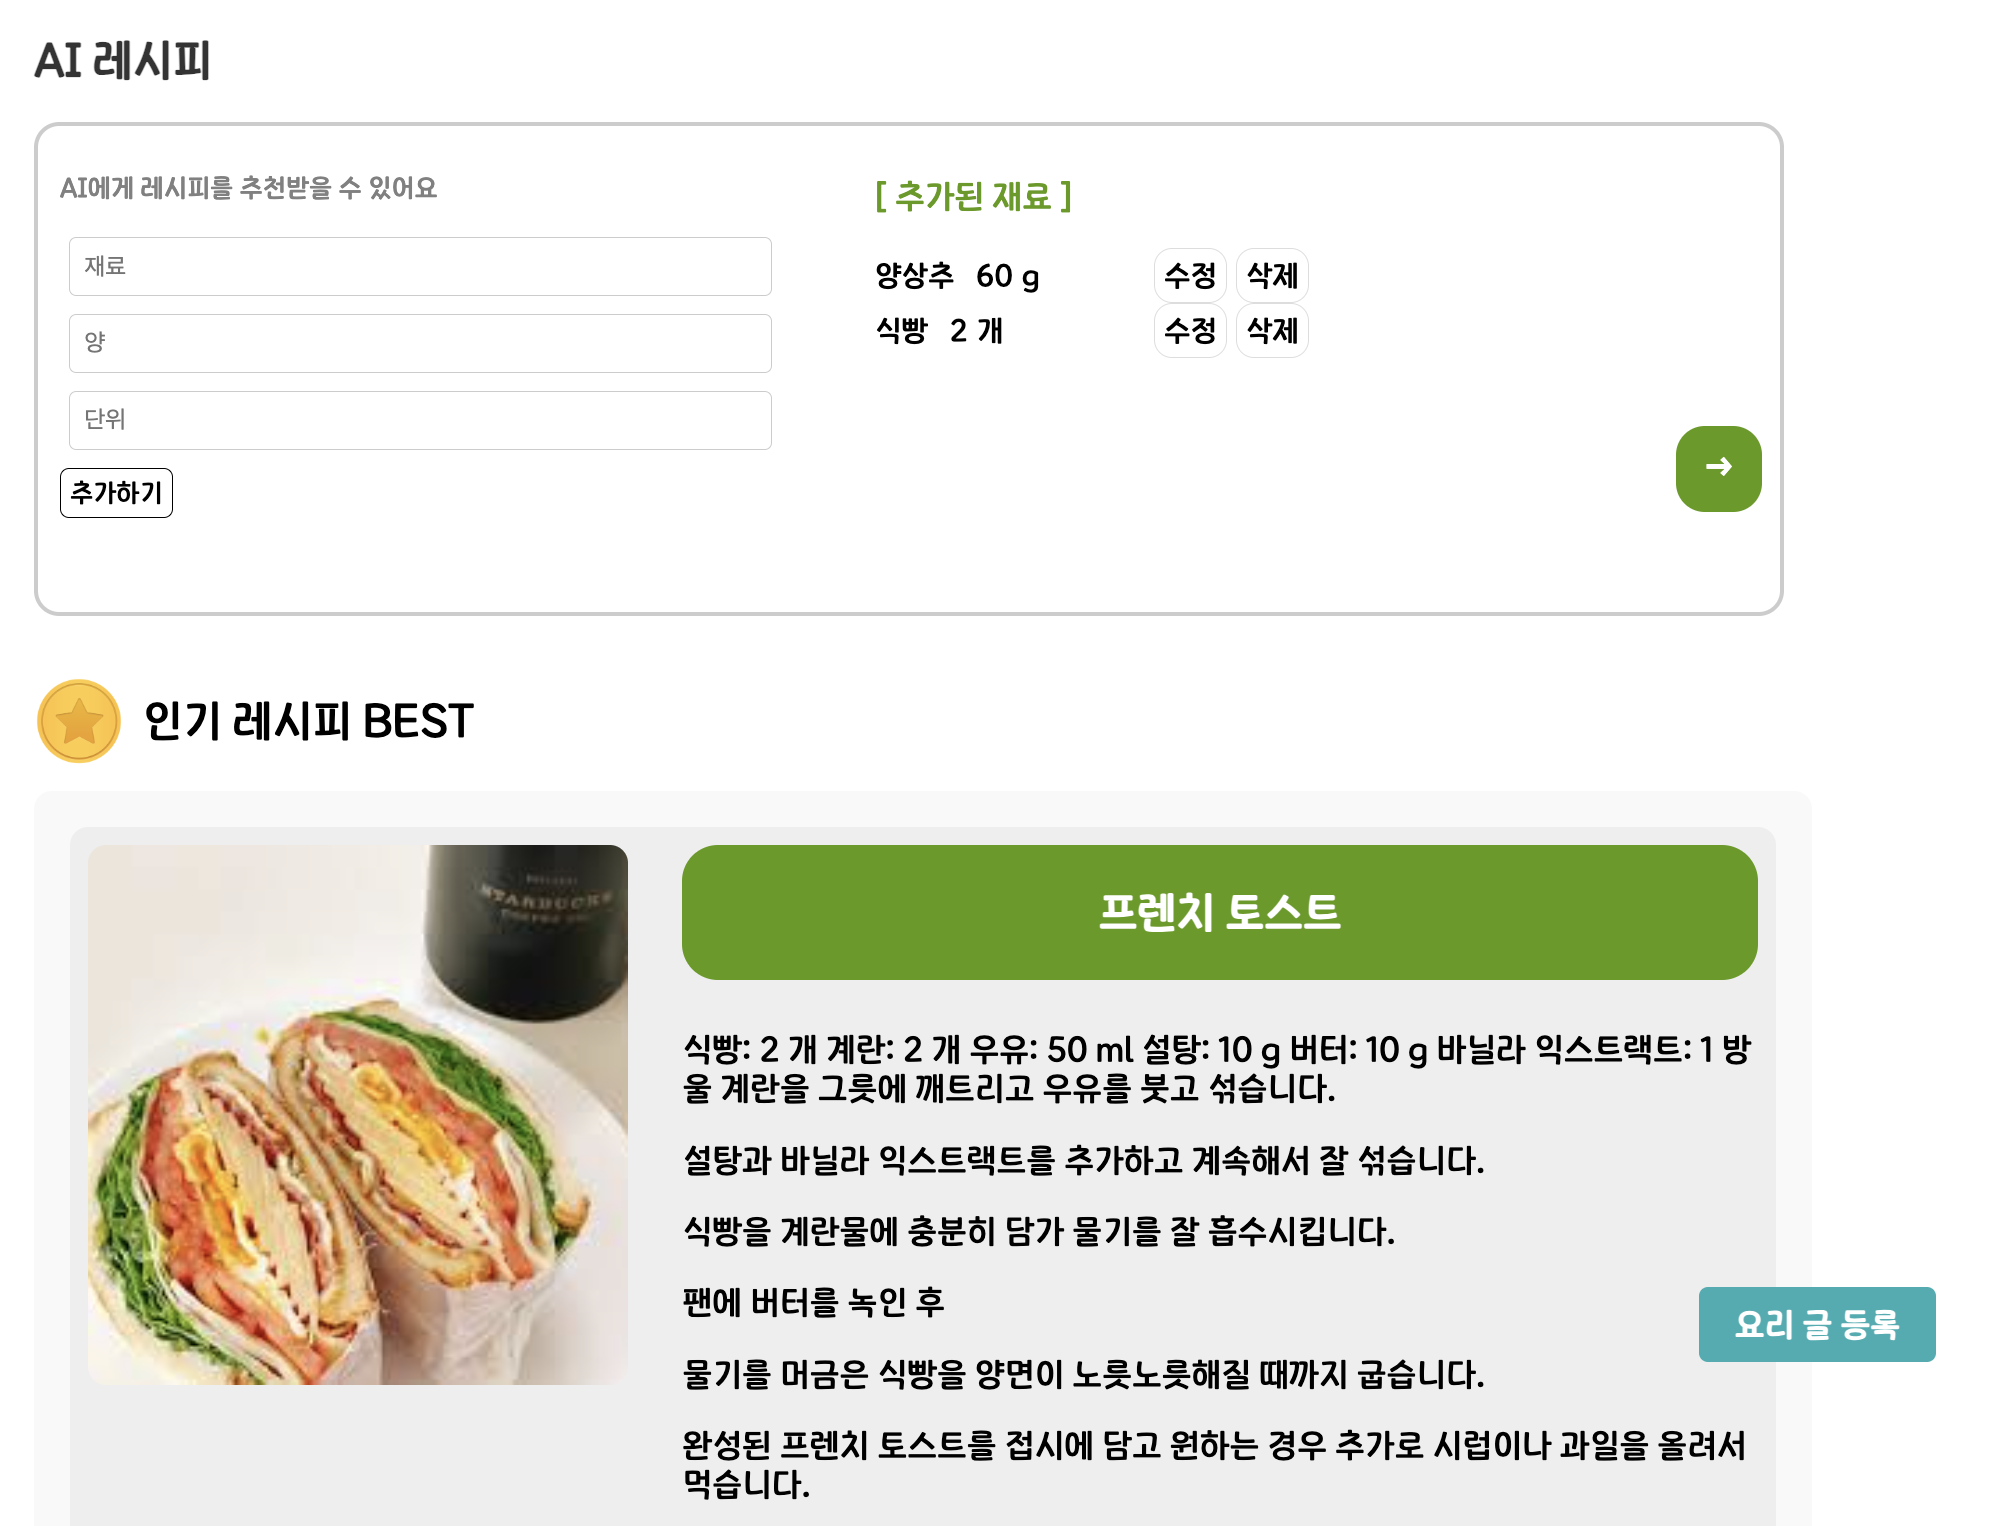 AI 레시피
AI에게 레시피를 추천받을 수 있어요
재료
양
단위
추가하기
[ 추가된 재료 ]
양상추 60 g 수정 삭제
식빵 2 개 수정 삭제
→
인기 레시피 BEST
STARBUCKS
프렌치 토스트
식빵: 2 개 계란: 2 개 우유: 50 ml 설탕: 10 g 버터: 10 g 바닐라 익스트랙트: 1 방
울 계란을 그릇에 깨트리고 우유를 붓고 섞습니다.
설탕과 바닐라 익스트랙트를 추가하고 계속해서 잘 섞습니다.
식빵을 계란물에 충분히 담가 물기를 잘 흡수시킵니다.
팬에 버터를 녹인 후
물기를 머금은 식빵을 양면이 노릇노릇해질 때까지 굽습니다.
완성된 프렌치 토스트를 접시에 담고 원하는 경우 추가로 시럽이나 과일을 올려서
먹습니다.
요리 글 등록